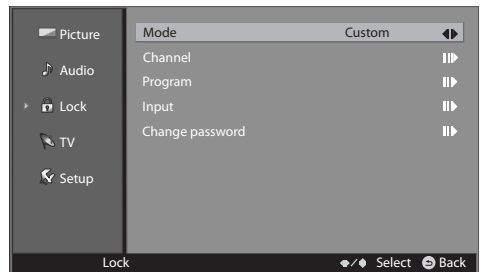 Picture
Audio
Lock
TV
Setup
Mode Custom
Channel
Program
Input
Change password
Lock Select Back